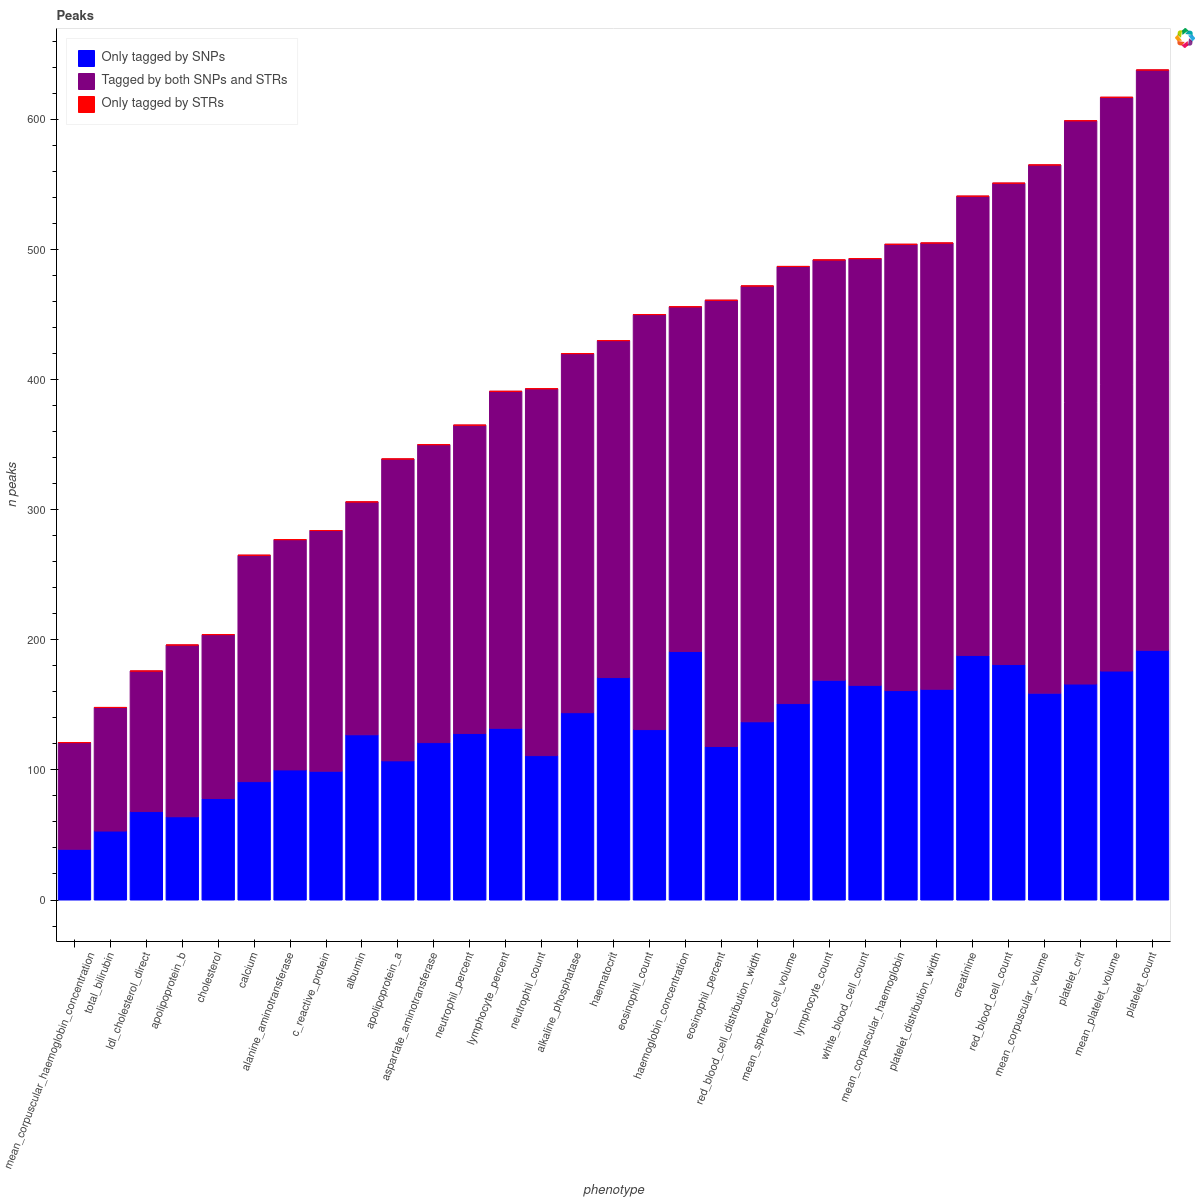 Peaks
Only tagged by SNPs
Tagged by both SNPs and STRs
Only tagged by STRs
n peaks
600
500
400
300
200
100
0
mean_corpuscular_haemoglobin_concentration
total_bilirubin
ldl_cholesterol_direct
apolipoprotein_b
cholesterol
calcium
alanine_aminotransferase
c_reactive_protein
albumin
apolipoprotein_a
aspartate_aminotransferase
neutrophil_percent
lymphocyte_percent
neutrophil_count
alkaline_phosphatase
haematocrit
eosinophil_count
haemoglobin_concentration
eosinophil_percent
red_blood_cell_distribution_width
mean_sphered_cell_volume
lymphocyte_count
white_blood_cell_count
mean_corpuscular_haemoglobin
platelet_distribution_width
creatinine
red_blood_cell_count
mean_corpuscular_volume
platelet_crit
mean_platelet_volume
platelet_count
phenotype